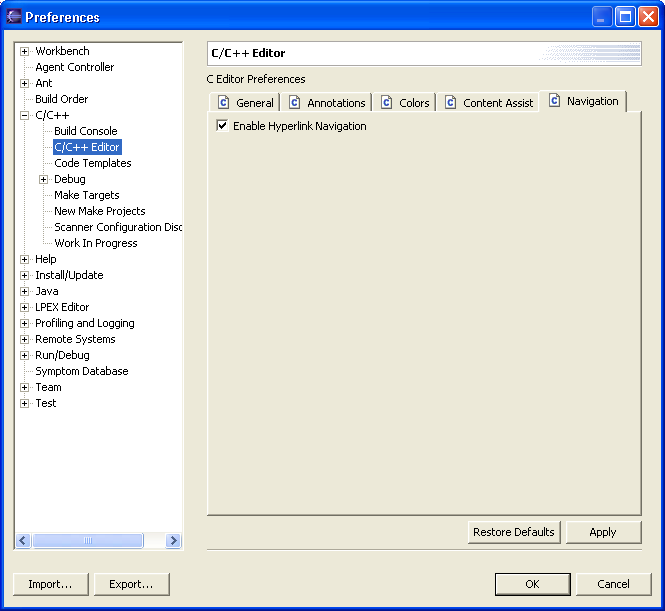 Preferences
Workbench
Agent Controller
Ant
Build Order
C/C++
Build Console
C/C++ Editor
Code Templates
Debug
Make Targets
New Make Projects
Scanner Configuration Disc
Work In Progress
Help
Install/Update
Java
LPEX Editor
Profiling and Logging
Remote Systems
Run/Debug
Symptom Database
Team
Test
C/C++ Editor
C Editor Preferences
General Annotations Colors Content Assist Navigation
Enable Hyperlink Navigation
Restore Defaults Apply
Import... Export... OK Cancel